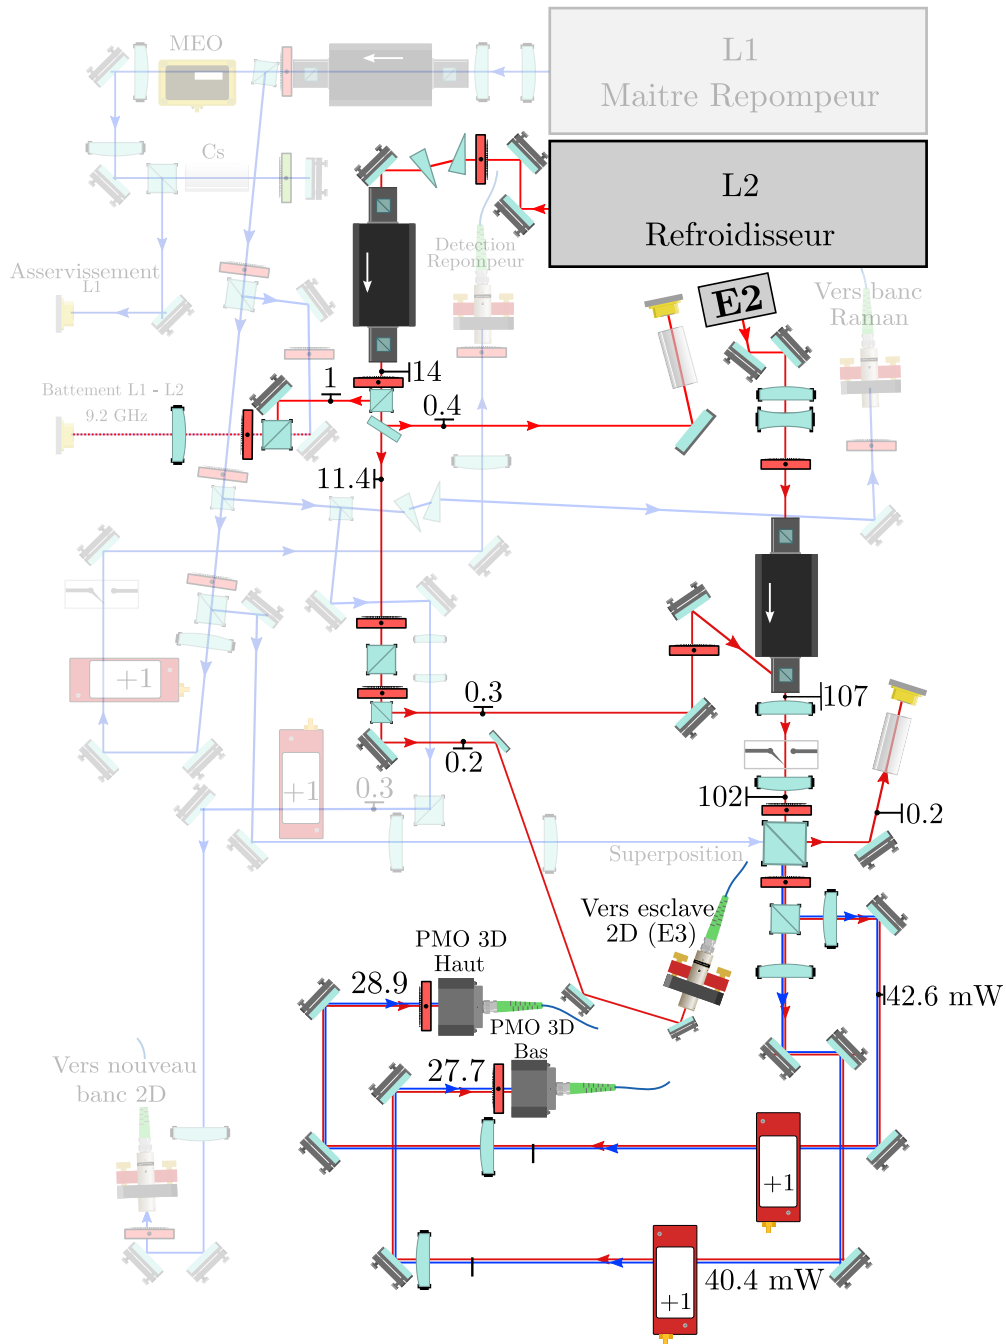 MEO
L1
Maitre Repompeur
Cs
L2
Refroidisseur
Detection
Repompeur
Asservissement
L1
E2
Vers banc
Raman
14
1
Battement L1 - L2
9.2 GHz
0.4
11.4
+1
0.3
107
0.2
+1
0.3
102
0.2
Superposition
Vers esclave
2D (E3)
PMO 3D
Haut
28.9
42.6 mW
PMO 3D
Bas
27.7
Vers nouveau
banc 2D
+1
40.4 mW
+1